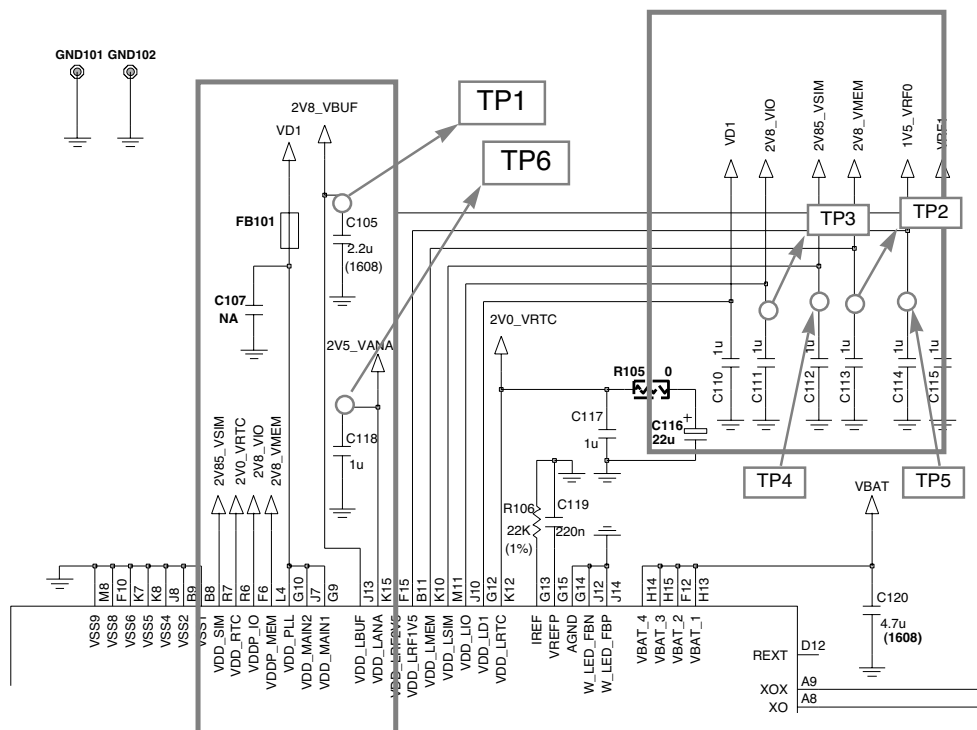 GND101 GND102
2V8_VBUF
VD1
TP1
TP6
FB101
C105
2.2u
(1608)
C107
NA
2V5_VANA
C118
1u
2V85_VSIM
2V0_VRTC
2V8_VIO
2V8_VMEM
VD1
2V8_VIO
2V85_VSIM
2V8_VMEM
1V5_VRF0
VRF1
TP3
TP2
2V0_VRTC
R105 0
C117
1u
C116
+
22u
C110
1u
C111
1u
C112
1u
C113
1u
C114
1u
C115
1u
TP4
TP5
R106
22K
(1%)
C119
220n
VBAT
C120
4.7u
(1608)
M8
F10
K7
K8
J8
B9
B8
R7
R6
F6
L4
G10
J7
G9
J13
K15
F15
B11
K10
M11
J10
G12
K12
G13
G15
G14
J12
J14
H14
H15
F12
H13
VSS9
VSS8
VSS6
VSS5
VSS4
VSS2
VSS1
VDD_SIM
VDD_RTC
VDDP_IO
VDDP_MEM
VDD_PLL
VDD_MAIN2
VDD_MAIN1
VDD_LBUF
VDD_LANA
VDD_LRF2V5
VDD_LRF1V5
VDD_LMEM
VDD_LSIM
VDD_LIO
VDD_LD1
VDD_LRTC
IREF
VREFP
AGND
W_LED_FBN
W_LED_FBP
VBAT_4
VBAT_3
VBAT_2
VBAT_1
REXT
D12
XOX
A9
XO
A8